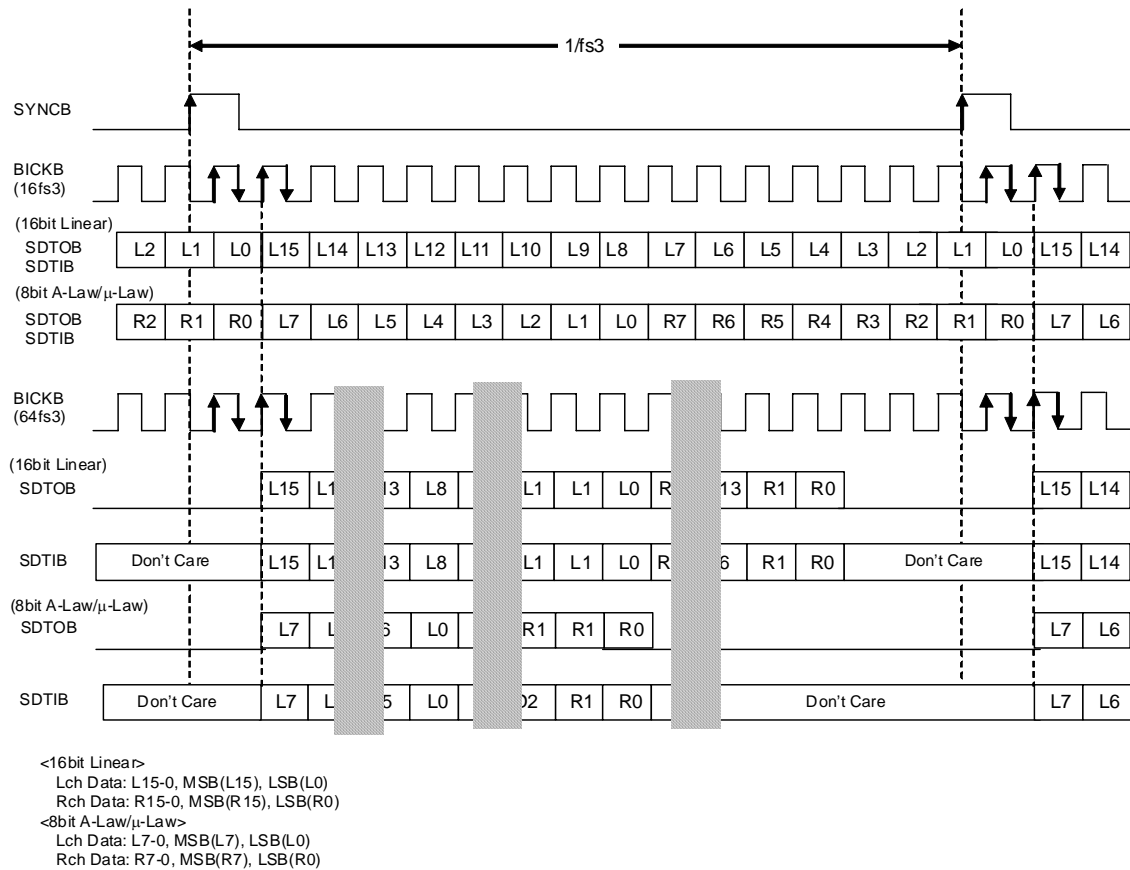 1/fs3
SYNCB
BICKB
(16fs3)
(16bit Linear)
SDTOB
SDTIB
L2 L1 L0 L15 L14 L13 L12 L11 L10 L9 L8 L7 L6 L5 L4 L3 L2 L1 L0 L15 L14
(8bit A-Law/μ-Law)
SDTOB
SDTIB
R2 R1 R0 L7 L6 L5 L4 L3 L2 L1 L0 R7 R6 R5 R4 R3 R2 R1 R0 L7 L6
BICKB
(64fs3)
(16bit Linear)
SDTOB
L15 L8 L1 L1 L0 R1 R0 L15 L14
SDTIB
Don't Care L15 L8 L1 L1 L0 R1 R0 Don't Care L15 L14
(8bit A-Law/μ-Law)
SDTOB
L7 L0 R1 R1 R0 L7 L6
SDTIB
Don't Care L7 L0 R1 R0 Don't Care L7 L6
<16bit Linear>
Lch Data: L15-0, MSB(L15), LSB(L0)
Rch Data: R15-0, MSB(R15), LSB(R0)
<8bit A-Law/μ-Law>
Lch Data: L7-0, MSB(L7), LSB(L0)
Rch Data: R7-0, MSB(R7), LSB(R0)